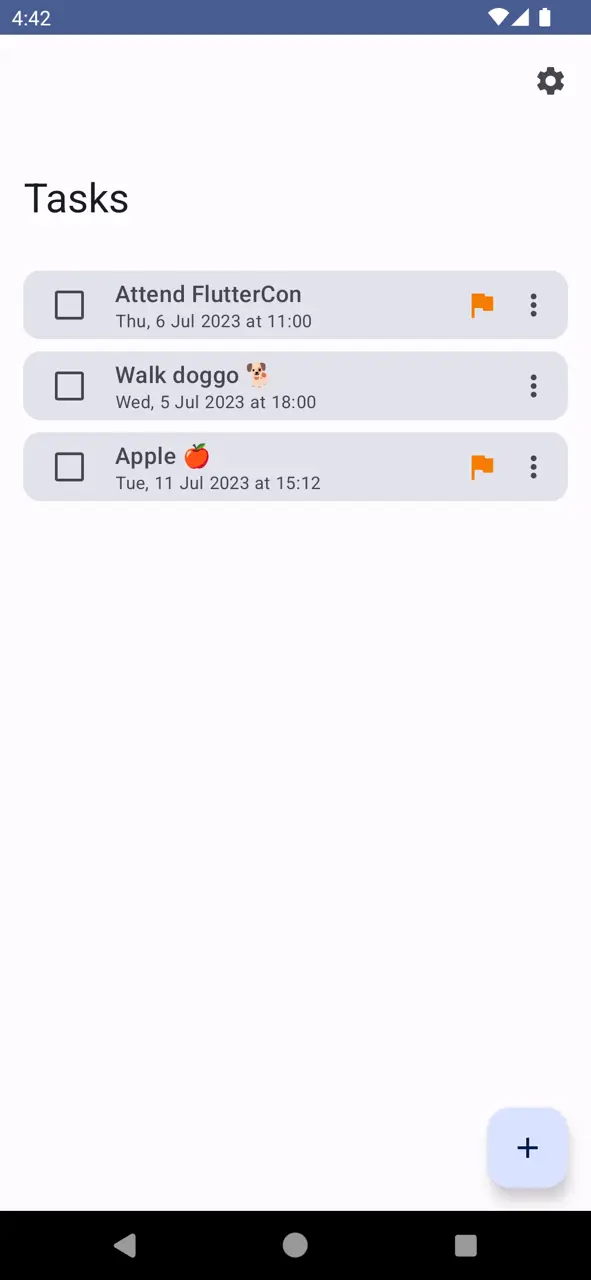 4:42
Tasks
Attend FlutterCon
Thu, 6 Jul 2023 at 11:00
Walk doggo 🐕
Wed, 5 Jul 2023 at 18:00
Apple 🍎
Tue, 11 Jul 2023 at 15:12